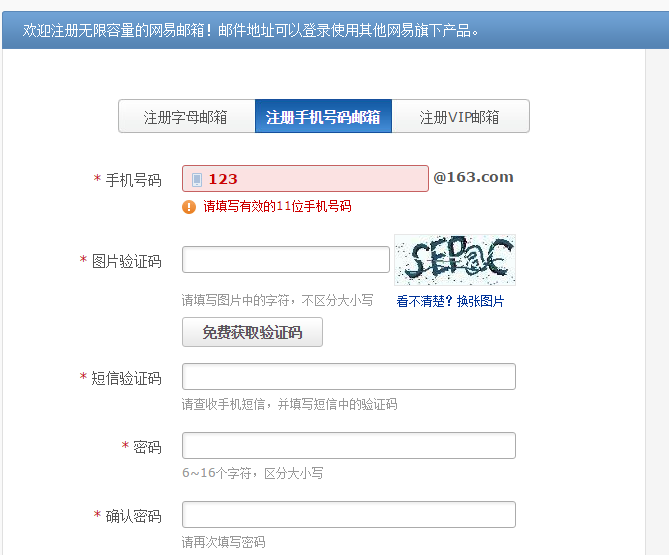 欢迎注册无限容量的网易邮箱！邮件地址可以登录使用其他网易旗下产品。
注册字母邮箱 注册手机号码邮箱 注册VIP邮箱
* 手机号码 123 @163.com
请填写有效的11位手机号码
* 图片验证码
请填写图片中的字符，不区分大小写 看不清楚？换张图片
免费获取验证码
* 短信验证码
请查收手机短信，并填写短信中的验证码
* 密码
6~16个字符，区分大小写
* 确认密码
请再次填写密码